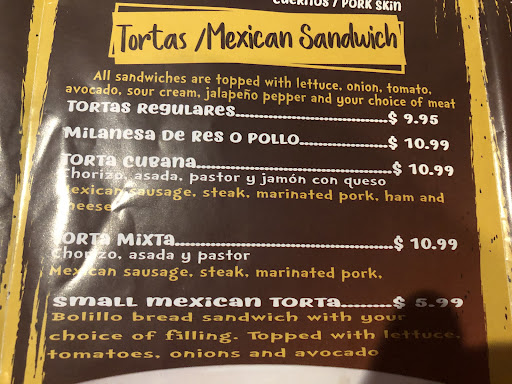 Cueritos / Pork Skin
Tortas /Mexican Sandwich
All sandwiches are topped with lettuce, onion, tomato,
avocado, sour cream, jalapeño pepper and your choice of meat
Tortas Regulares......................$ 9.95
Milanesa de Res o Pollo..............$ 10.99
Torta Cubana..............................$ 10.99
Chorizo, asada, pastor y jamón con queso
Mexican sausage, steak, marinated pork, ham and
cheese
Torta Mixta.................................$ 10.99
Chorizo, asada y pastor
Mexican sausage, steak, marinated pork,
Small Mexican Torta.........$ 5.99
Bolillo bread sandwich with your
choice of filling. Topped with lettuce,
tomatoes, onions and avocado